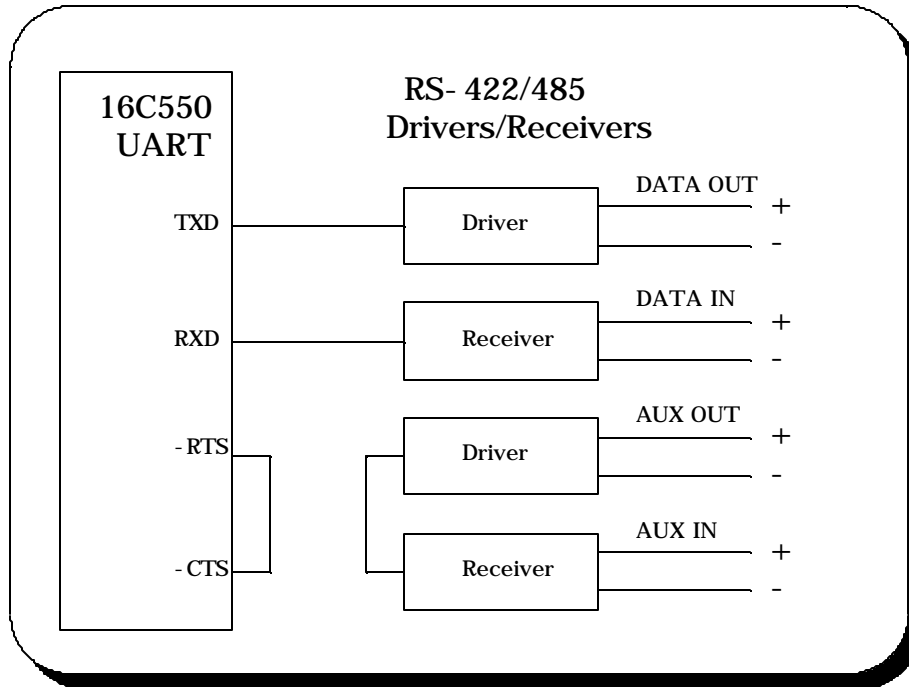 16C550
UART
RS- 422/485
Drivers/Receivers
TXD
Driver
DATA OUT
+
-
RXD
Receiver
DATA IN
+
-
-RTS
Driver
AUX OUT
+
-
-CTS
Receiver
AUX IN
+
-